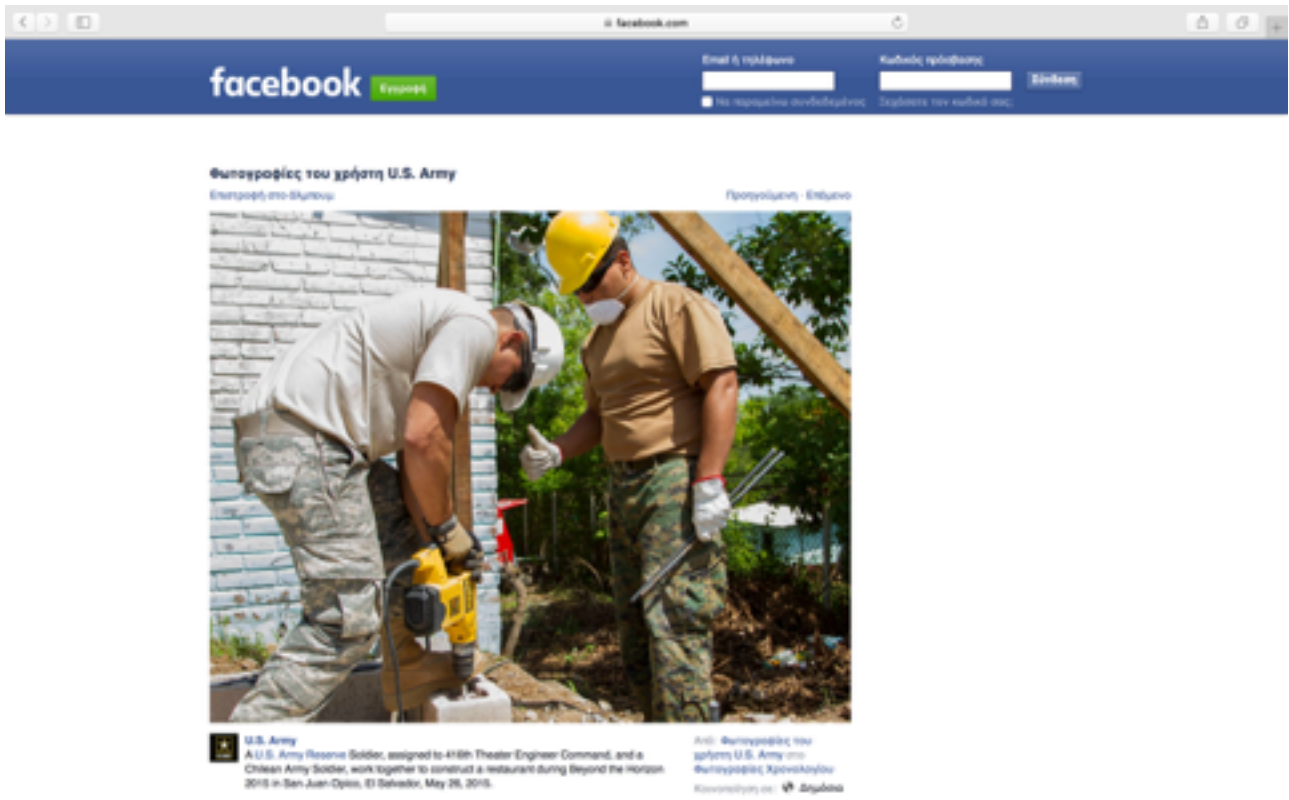 facebook.com
Email ή τηλέφωνο
Κωδικός πρόσβασης
facebook
Εγγραφή
Σύνδεση
Να παραμείνω συνδεδεμένος
Ξεχάσατε τον κωδικό σας;
Φωτογραφίες του χρήστη U.S. Army
Επιστροφή στο άλμπουμ
Προηγούμενη · Επόμενο
U.S. Army
A U.S. Army Reserve Soldier, assigned to 416th Theater Engineer Command, and a
Chilean Army Soldier, work together to construct a restaurant during Beyond the Horizon
2015 in San Juan Opico, El Salvador, May 26, 2015.
Από: Φωτογραφίες του
χρήστη U.S. Army στο
Φωτογραφίες Χρονολογίου
Κοινοποίηση σε: Δημόσια